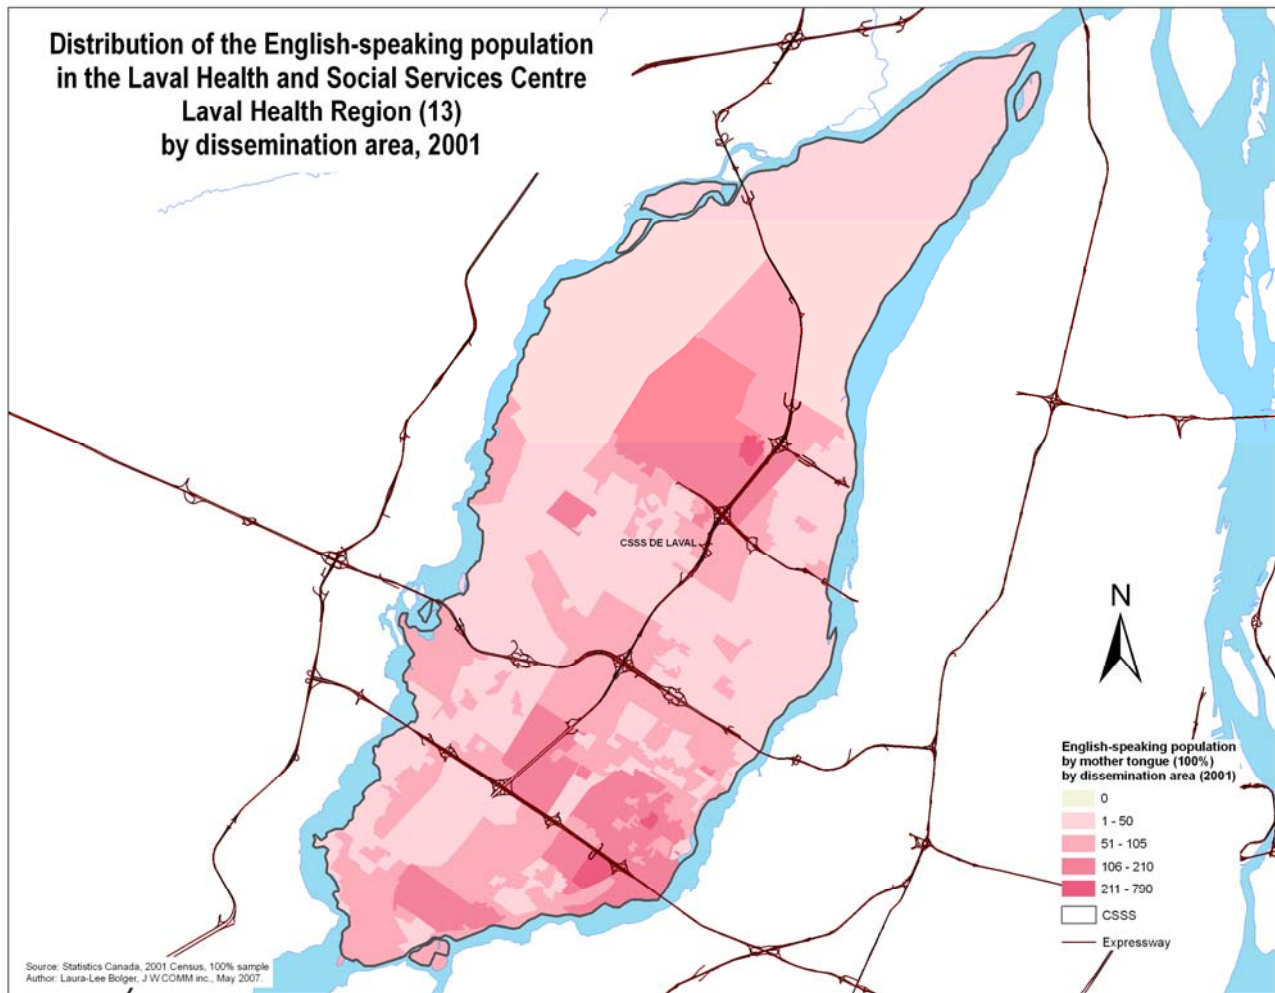 Distribution of the English-speaking population
in the Laval Health and Social Services Centre
Laval Health Region (13)
by dissemination area, 2001
CSSS DE LAVAL
N
English-speaking population
by mother tongue (100%)
by dissemination area (2001)
0
1 - 50
51 - 105
106 - 210
211 - 790
CSSS
Expressway
Source: Statistics Canada, 2001 Census, 100% sample
Author: Laura-Lee Bolger, J W COMM inc., May 2007.